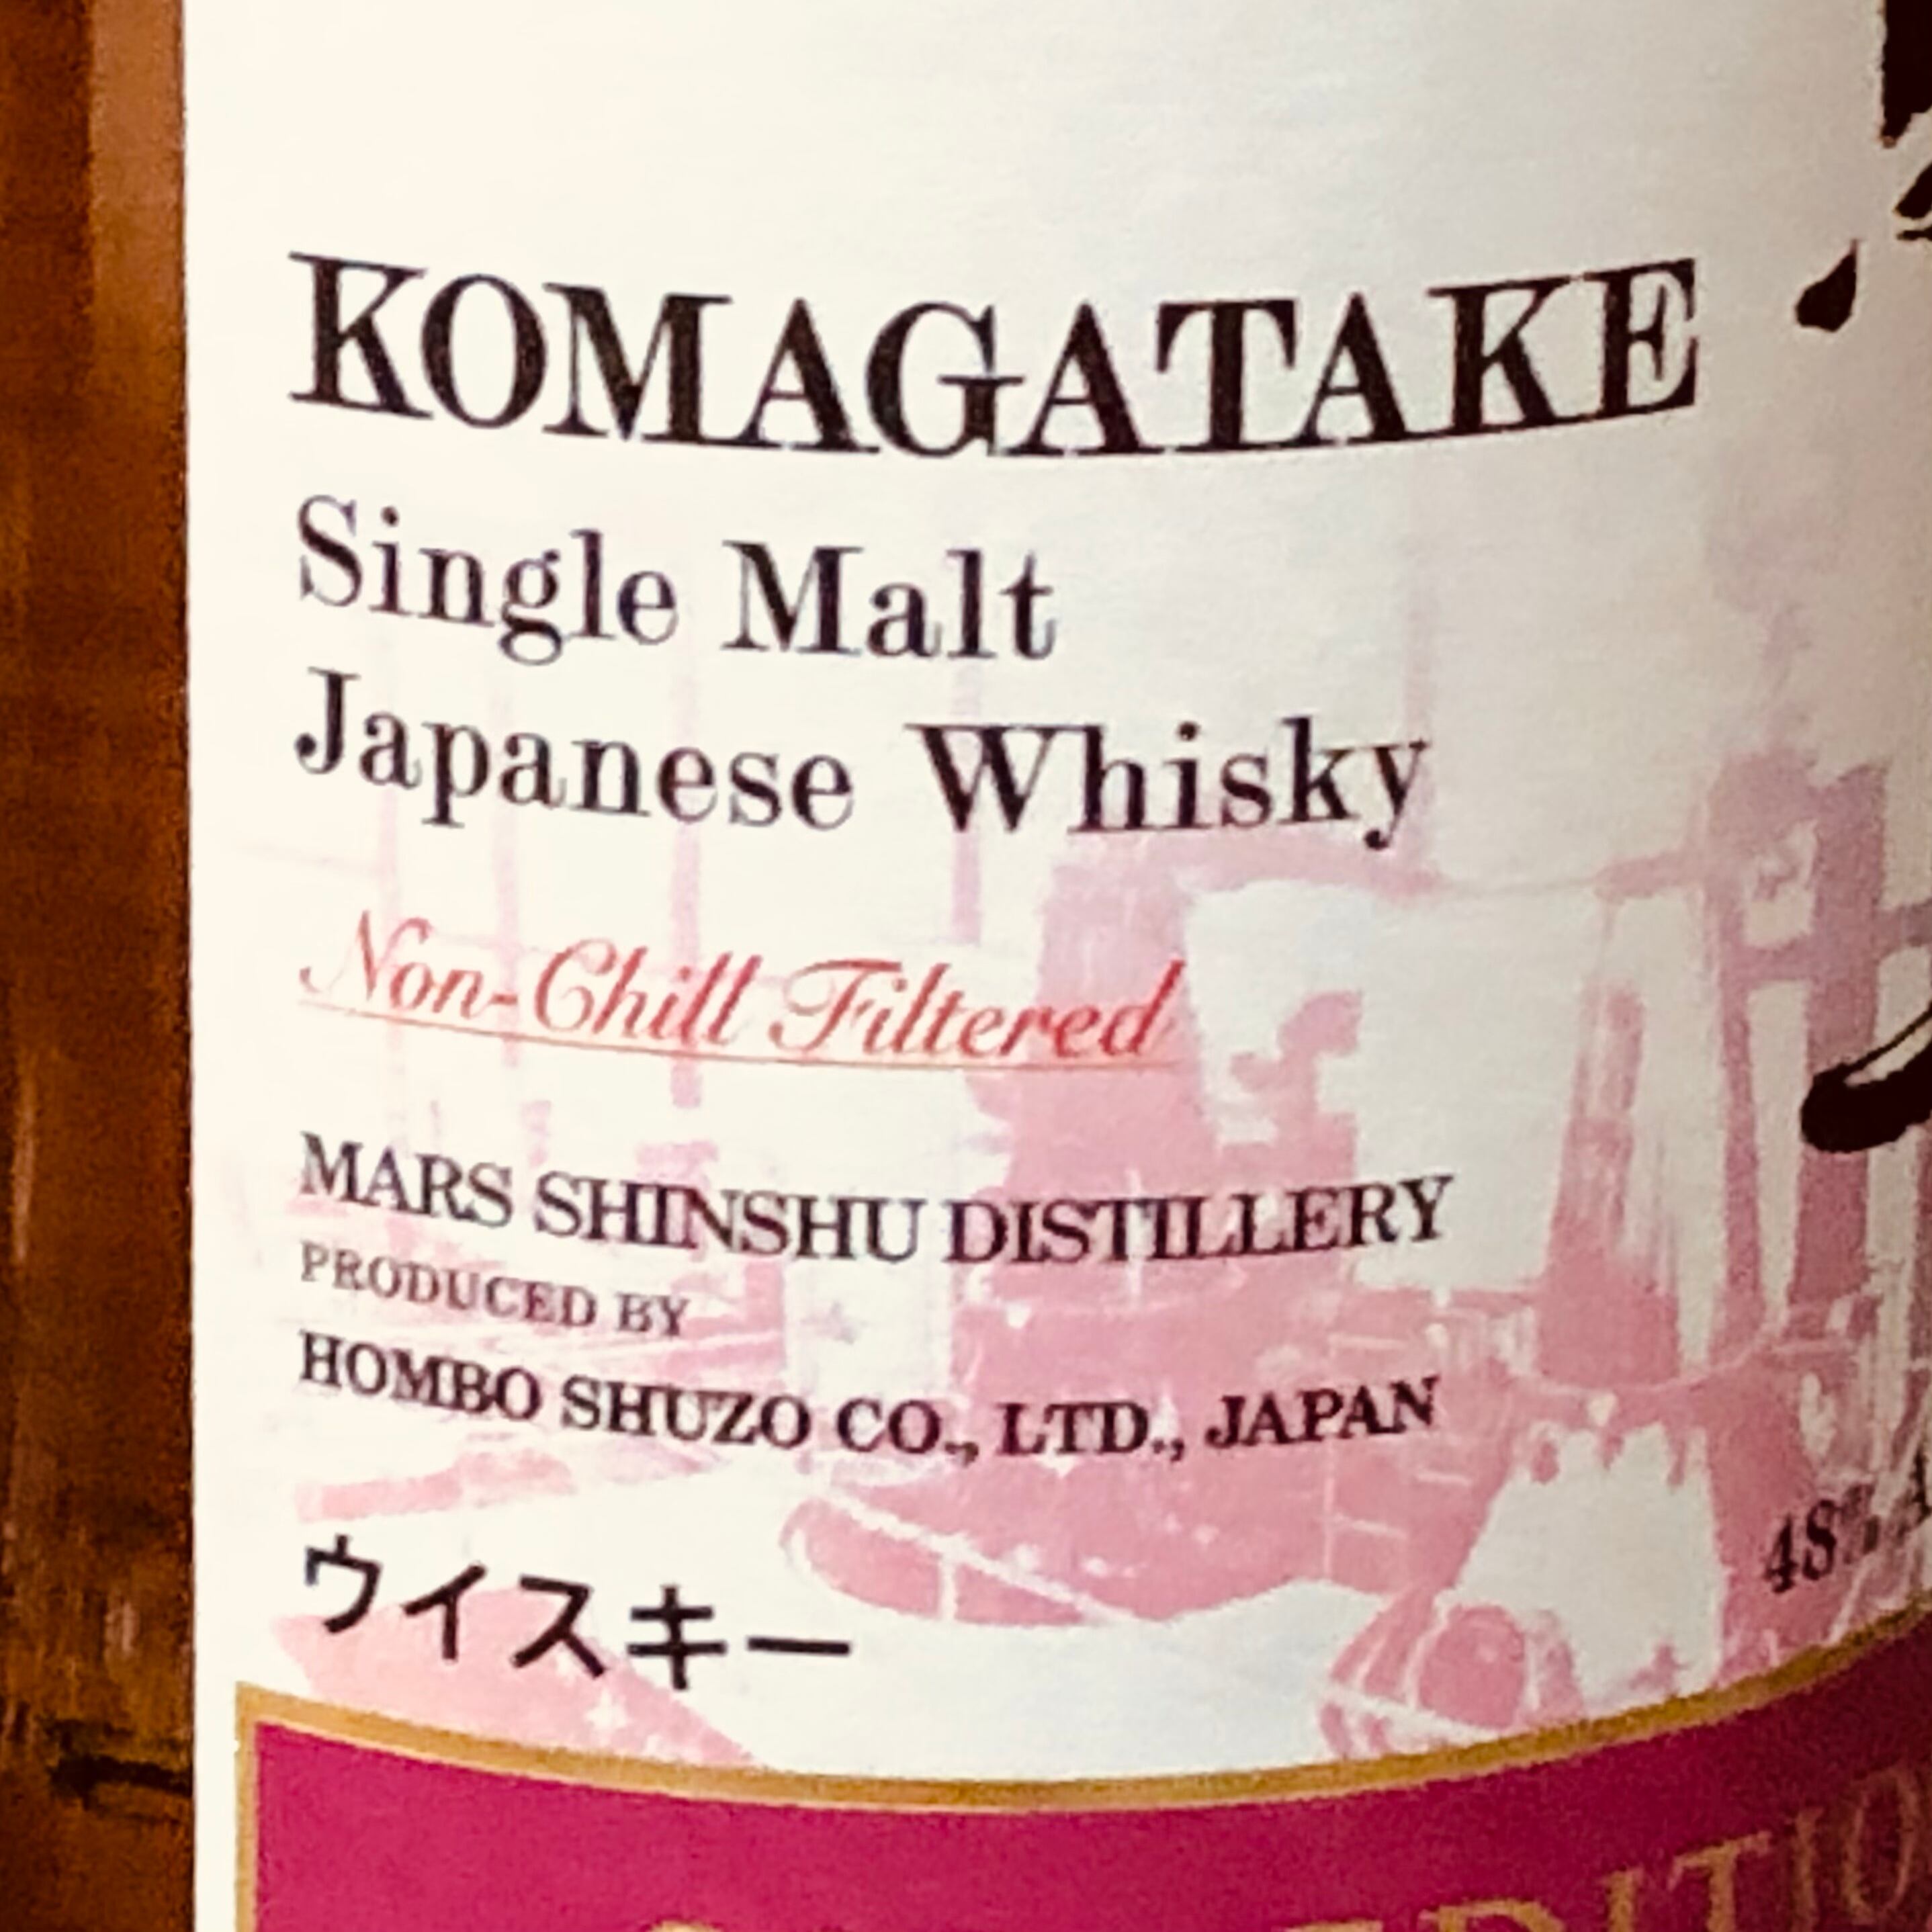 KOMAGATAKE
Single Malt
Japanese Whisky
Non-Chill Filtered
MARS SHINSHU DISTILLERY
PRODUCED BY
HOMBO SHUZO CO., LTD., JAPAN
48%
ウイスキー